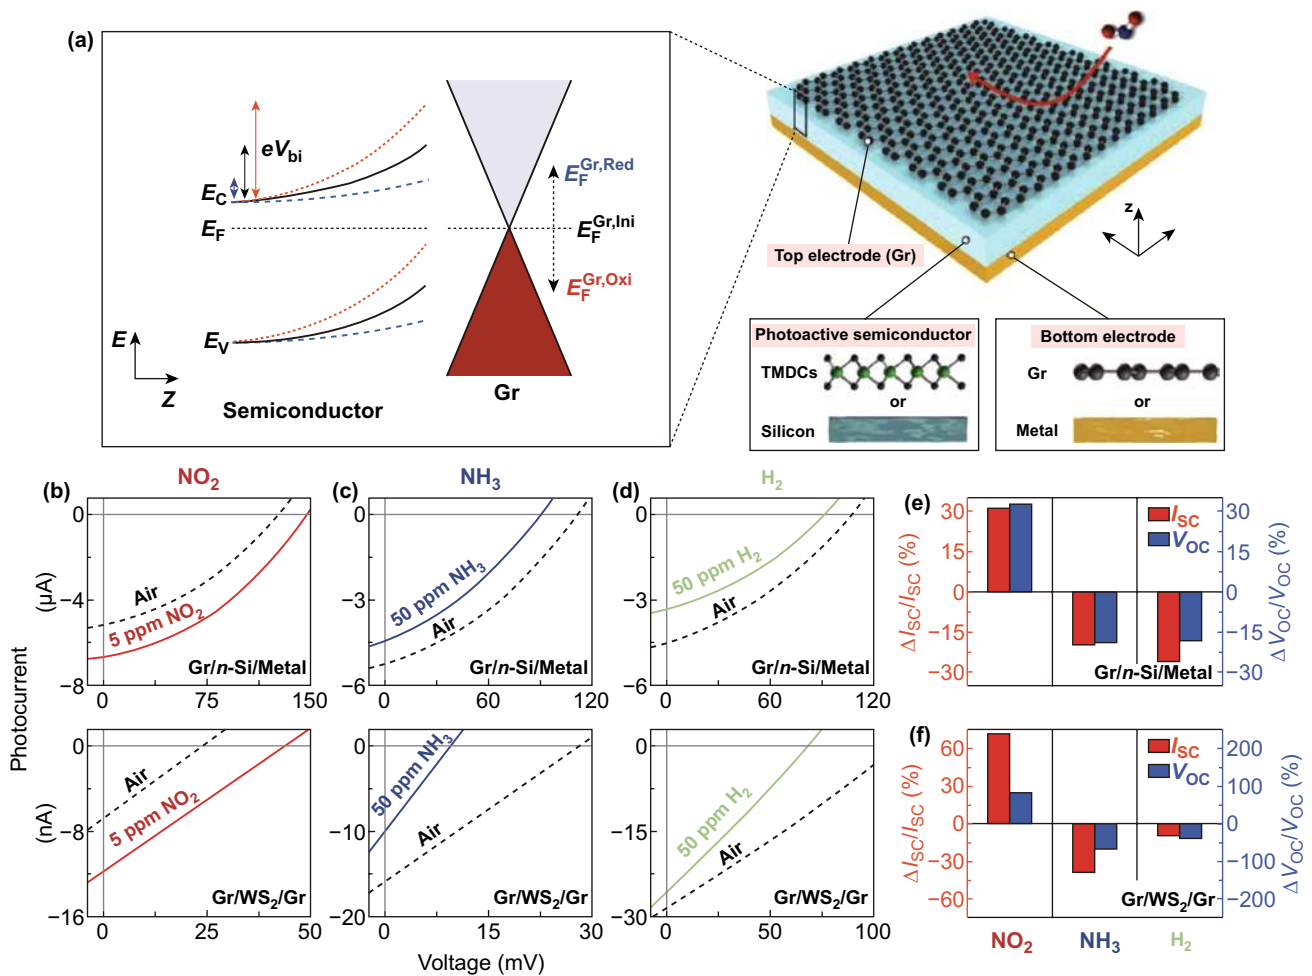 (a)
eV_bi
E_C
E_F
E_V
E_F^Gr,Red
E_F^Gr,Ini
E_F^Gr,Oxi
E
Z
Semiconductor
Gr
z
Top electrode (Gr)
Photoactive semiconductor
TMDCs
or
Silicon
Bottom electrode
Gr
or
Metal
Photocurrent
(µA)
(nA)
(b)
NO₂
0
−4
−8
Air
5 ppm NO₂
Gr/n-Si/Metal
0 75 150
(c)
NH₃
0
−3
−6
50 ppm NH₃
Air
Gr/n-Si/Metal
0 60 120
(d)
H₂
0
−3
−6
50 ppm H₂
Air
Gr/n-Si/Metal
0 60 120
(e)
ΔI_SC/I_SC (%)
30
15
0
−15
−30
I_SC
V_OC
Gr/n-Si/Metal
30
15
0
−15
−30
ΔV_OC/V_OC (%)
0
−8
−16
Air
5 ppm NO₂
Gr/WS₂/Gr
0 25 50
0
−10
−20
50 ppm NH₃
Air
Gr/WS₂/Gr
0 15 30
0
−15
−30
50 ppm H₂
Air
Gr/WS₂/Gr
0 50 100
(f)
ΔI_SC/I_SC (%)
60
30
0
−30
−60
I_SC
V_OC
Gr/WS₂/Gr
200
100
0
−100
−200
ΔV_OC/V_OC (%)
NO₂ NH₃ H₂
Voltage (mV)